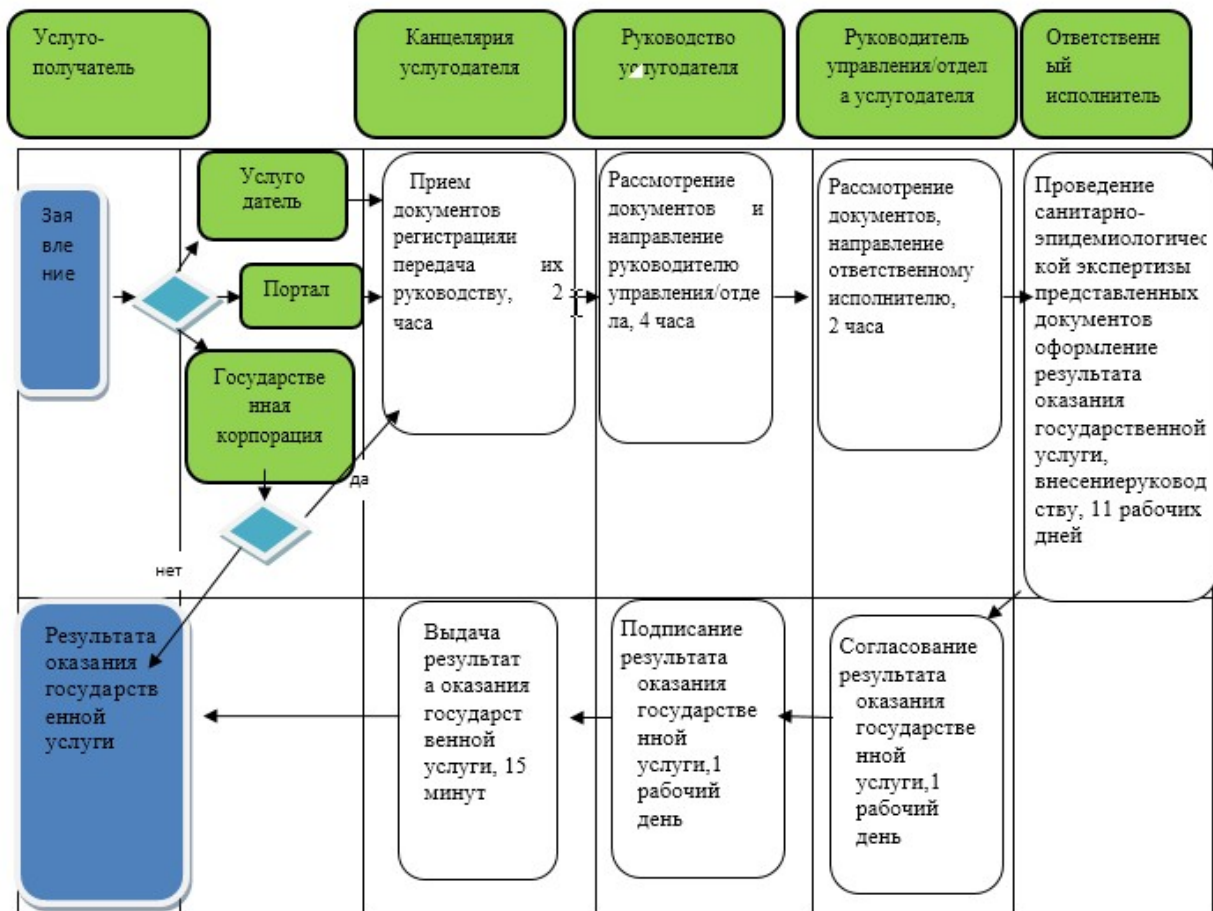 Услуго-
получатель
Канцелярия
услугодателя
Руководство
услугодателя
Руководитель
управления/отдел
а услугодателя
Ответственн
ый
исполнитель
Зая
вле
ние
Услуго
датель
Портал
Государстве
нная
корпорация
да
нет
Прием
документов
регистрацияи
передача их
руководству, 2
часа
Рассмотрение
документов и
направление
руководителю
управления/отде
ла, 4 часа
Рассмотрение
документов,
направление
ответственному
исполнителю,
2 часа
Проведение
санитарно-
эпидемиологичес
кой экспертизы
представленных
документов
оформление
результата
оказания
государственной
услуги,
внесениеруковод
ству, 11 рабочих
дней
Результата
оказания
государств
енной
услуги
Выдача
результат
а оказания
государст
венной
услуги, 15
минут
Подписание
результата
оказания
государстве
нной
услуги,1
рабочий
день
Согласование
результата
оказания
государстве
нной
услуги,1
рабочий
день